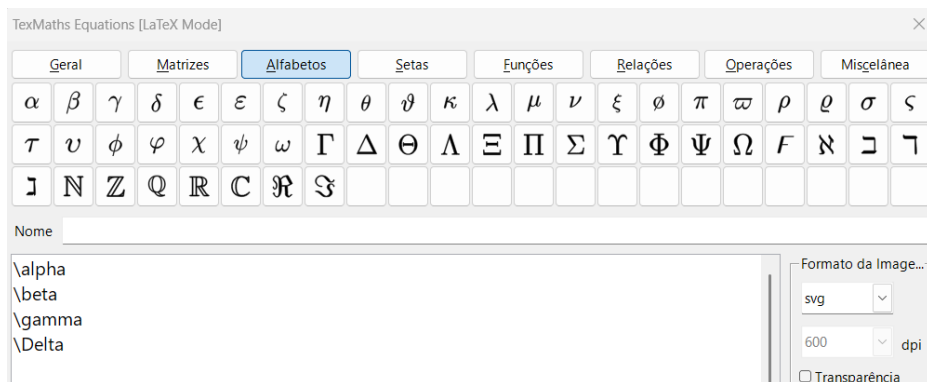 TexMaths Equations [LaTeX Mode]
Geral Matrizes Alfabetos Setas Funções Relações Operações Miscelânea
α β γ δ ϵ ε ζ η θ ϑ κ λ μ ν ξ ø π ϖ ρ ϱ σ ς
τ υ ϕ φ χ ψ ω Γ Δ Θ Λ Ξ Π Σ ϒ Φ Ψ Ω F ℵ ℶ ℸ
ℷ ℕ ℤ ℚ ℝ ℂ ℜ ℑ
Nome
\alpha
\beta
\gamma
\Delta
Formato da Image...
svg
600 dpi
Transparência